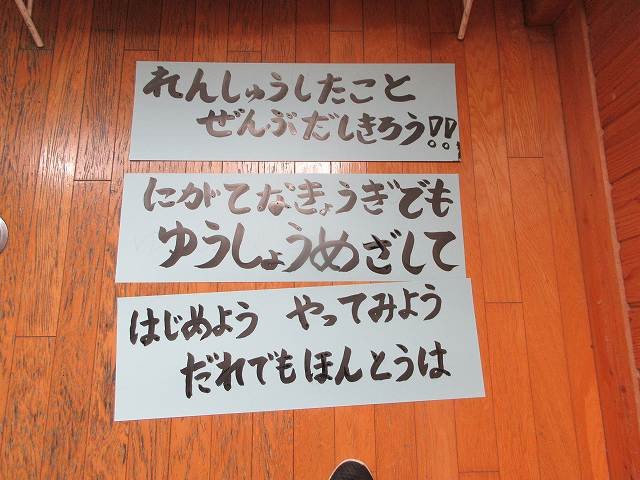 れんしゅうしたこと
ぜんぶだしきろう!!
にがてなきょうぎでも
ゆうしょうめざして
はじめよう やってみよう
だれでもほんとうは